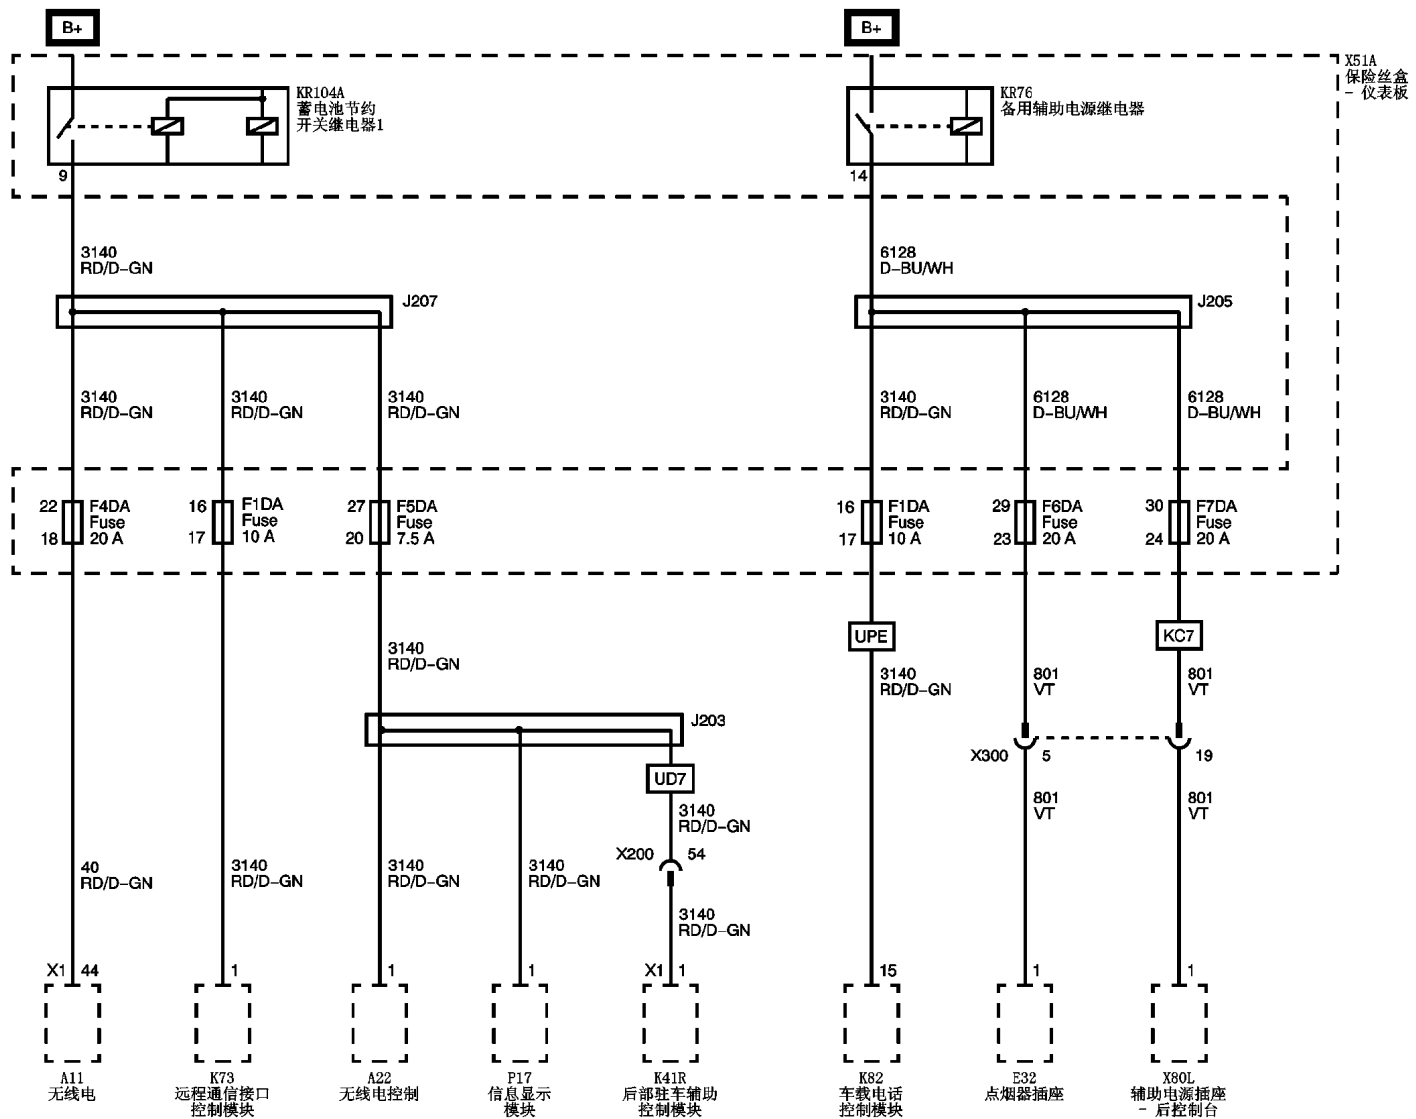 B+
B+
X51A
保险丝盒
- 仪表板
KR104A
蓄电池节约
开关继电器1
KR76
备用辅助电源继电器
9
14
3140
RD/D-GN
6128
D-BU/WH
J207
J205
3140
RD/D-GN
3140
RD/D-GN
3140
RD/D-GN
3140
RD/D-GN
6128
D-BU/WH
6128
D-BU/WH
22
18
F4DA
Fuse
20 A
16
17
F1DA
Fuse
10 A
27
20
F5DA
Fuse
7.5 A
16
17
F1DA
Fuse
10 A
29
23
F6DA
Fuse
20 A
30
24
F7DA
Fuse
20 A
UPE
KC7
3140
RD/D-GN
3140
RD/D-GN
801
VT
801
VT
J203
X300
5
19
UD7
3140
RD/D-GN
801
VT
801
VT
X200
54
40
RD/D-GN
3140
RD/D-GN
3140
RD/D-GN
3140
RD/D-GN
3140
RD/D-GN
X1
44
1
1
1
X1
1
15
1
1
A11
无线电
K73
远程通信接口
控制模块
A22
无线电控制
P17
信息显示
模块
K41R
后部驻车辅助
控制模块
K82
车载电话
控制模块
E32
点烟器插座
X80L
辅助电源插座
- 后控制台